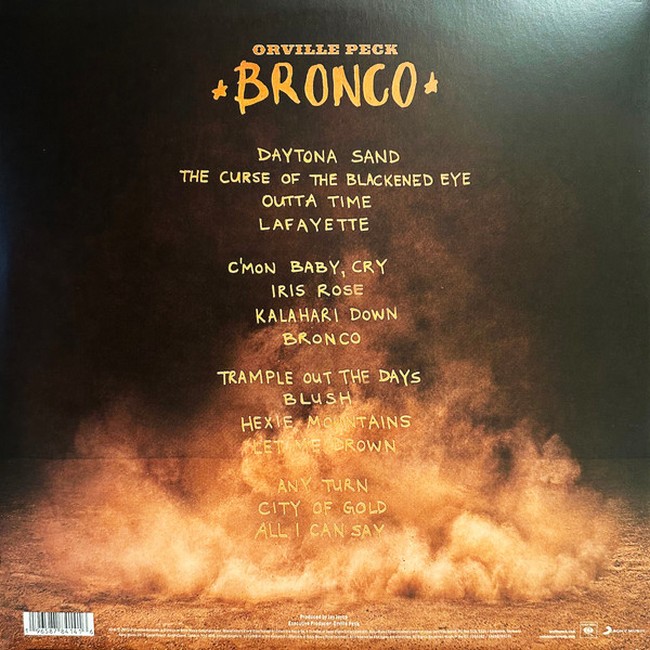 ORVILLE PECK
BRONCO
DAYTONA SAND
THE CURSE OF THE BLACKENED EYE
OUTTA TIME
LAFAYETTE
C'MON BABY, CRY
IRIS ROSE
KALAHARI DOWN
BRONCO
TRAMPLE OUT THE DAYS
BLUSH
HEXIE MOUNTAINS
LET ME DROWN
ANY TURN
CITY OF GOLD
ALL I CAN SAY
Produced by Jay Joyce
Executive Producer: Orville Peck